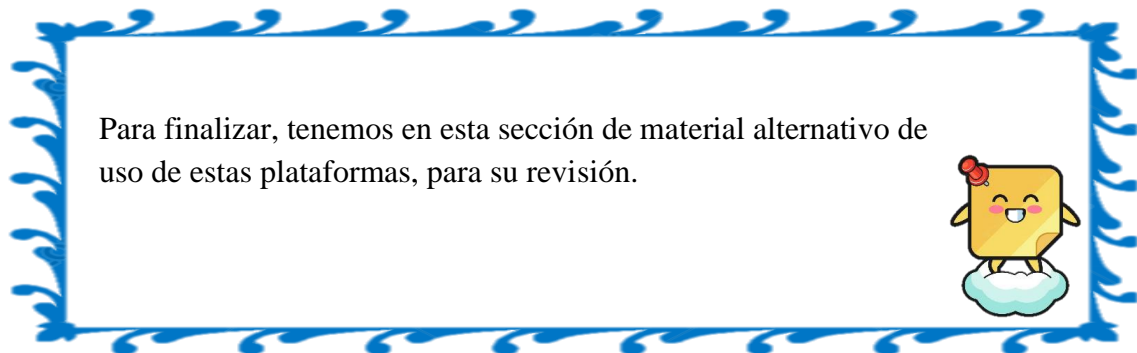 Para finalizar, tenemos en esta sección de material alternativo de
uso de estas plataformas, para su revisión.